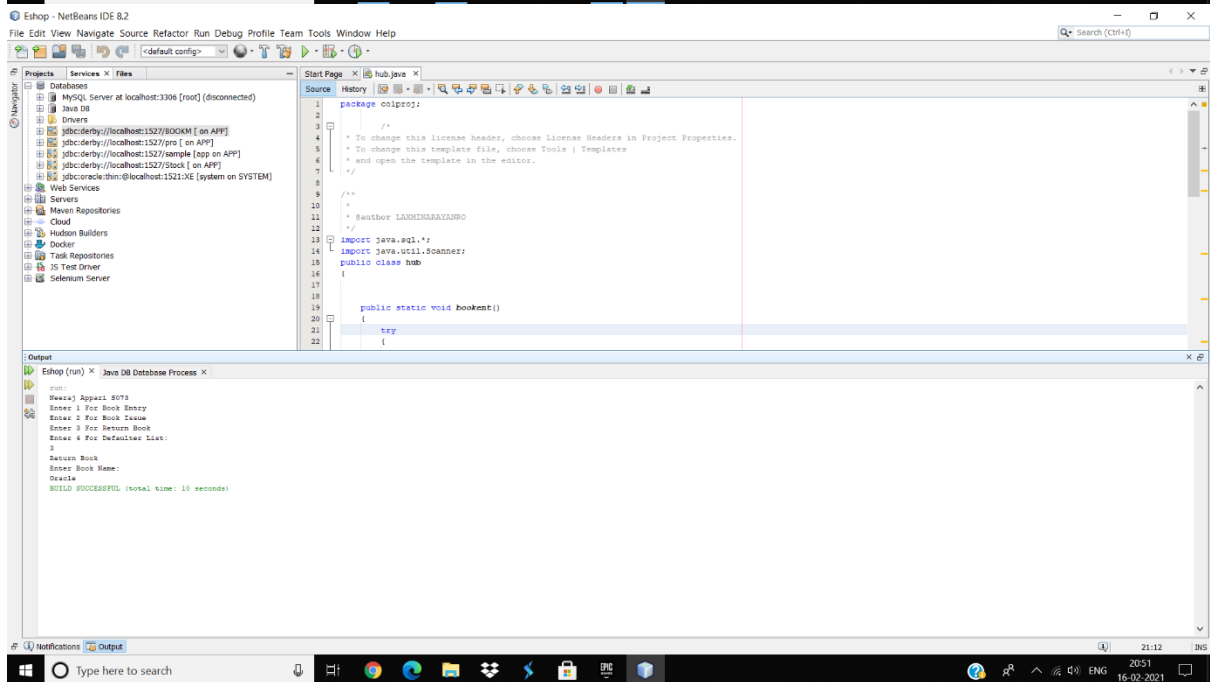 Eshop - NetBeans IDE 8.2
File Edit View Navigate Source Refactor Run Debug Profile Team Tools Window Help
Search (Ctrl+I)
<default config>
Projects Services Files
Navigator
Databases
MySQL Server at localhost:3306 [root] (disconnected)
Java DB
Drivers
jdbc:derby://localhost:1527/BOOKM [ on APP]
jdbc:derby://localhost:1527/pro [ on APP]
jdbc:derby://localhost:1527/sample [app on APP]
jdbc:derby://localhost:1527/Stock [ on APP]
jdbc:oracle:thin:@localhost:1521:XE [system on SYSTEM]
Web Services
Servers
Maven Repositories
Cloud
Hudson Builders
Docker
Task Repositories
JS Test Driver
Selenium Server
Start Page hub.java
Source History
1 package colproj;
2
3 /*
4 * To change this license header, choose License Headers in Project Properties.
5 * To change this template file, choose Tools | Templates
6 * and open the template in the editor.
7 */
8
9 /**
10 *
11 * @author LAXMINARAYANRO
12 */
13 import java.sql.*;
14 import java.util.Scanner;
15 public class hub
16 {
17
18
19 public static void bookent()
20 {
21 try
22 {
Output
Eshop (run) Java DB Database Process
run:
Neeraj Appari S073
Enter 1 For Book Entry
Enter 2 For Book Issue
Enter 3 For Return Book
Enter 4 For Defaulter List:
3
Return Book
Enter Book Name:
Oracle
BUILD SUCCESSFUL (total time: 10 seconds)
Notifications Output
21:12 INS
Type here to search
EPIC
ENG
20:51
16-02-2021